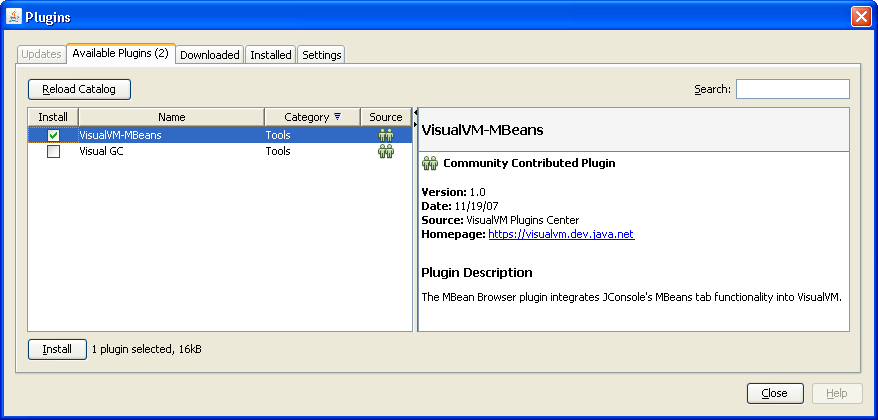 Plugins
Updates Available Plugins (2) Downloaded Installed Settings
Reload Catalog Search:
Install Name Category Source
VisualVM-MBeans Tools
Visual GC Tools
VisualVM-MBeans
Community Contributed Plugin
Version: 1.0
Date: 11/19/07
Source: VisualVM Plugins Center
Homepage: https://visualvm.dev.java.net
Plugin Description
The MBean Browser plugin integrates JConsole's MBeans tab functionality into VisualVM.
Install 1 plugin selected, 16kB
Close Help